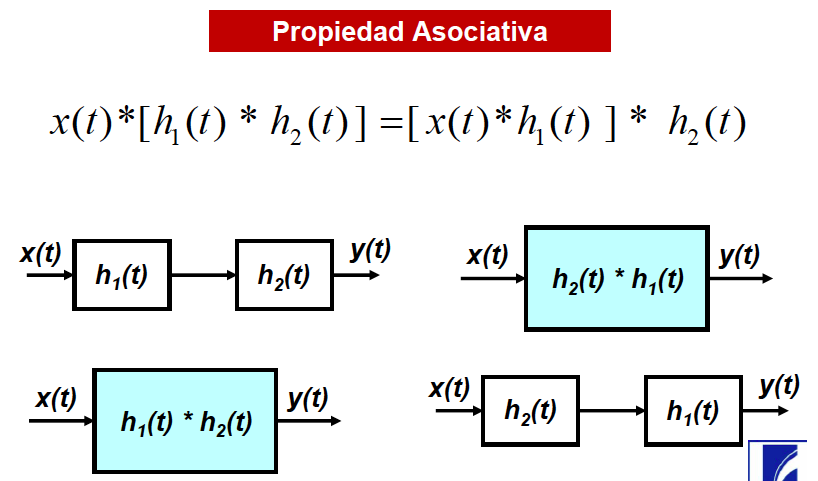 Propiedad Asociativa
x(t)*[h₁(t) * h₂(t)] =[ x(t)*h₁(t) ] * h₂(t)
x(t) h₁(t) h₂(t) y(t)
x(t) h₂(t) * h₁(t) y(t)
x(t) h₁(t) * h₂(t) y(t)
x(t) h₂(t) h₁(t) y(t)